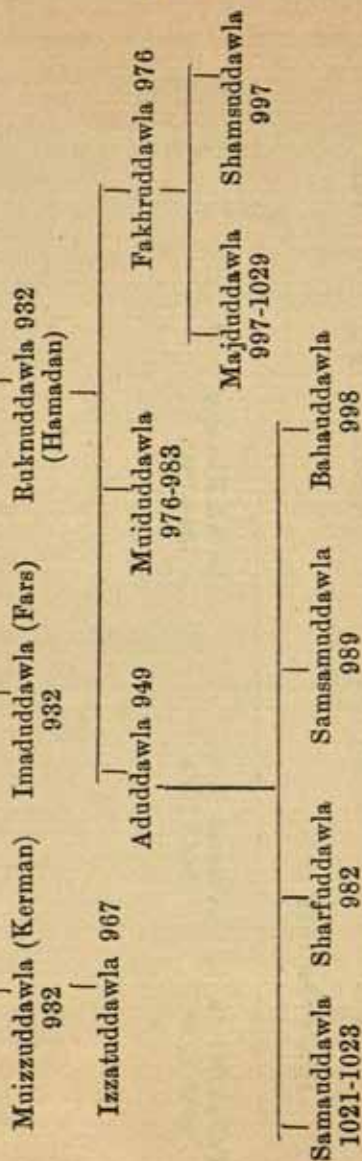 Muizzuddawla (Kerman)
932
Imaduddawla (Fars)
932
Ruknuddawla 932
(Hamadan)
Izzatuddawla 967
Aduddawla 949
Muiduddawla
976-983
Fakhruddawla 976
Majduddawla
997-1029
Shamsuddawla
997
Samauddawla
1021-1023
Sharfuddawla
982
Samsamuddawla
989
Bahauddawla
998